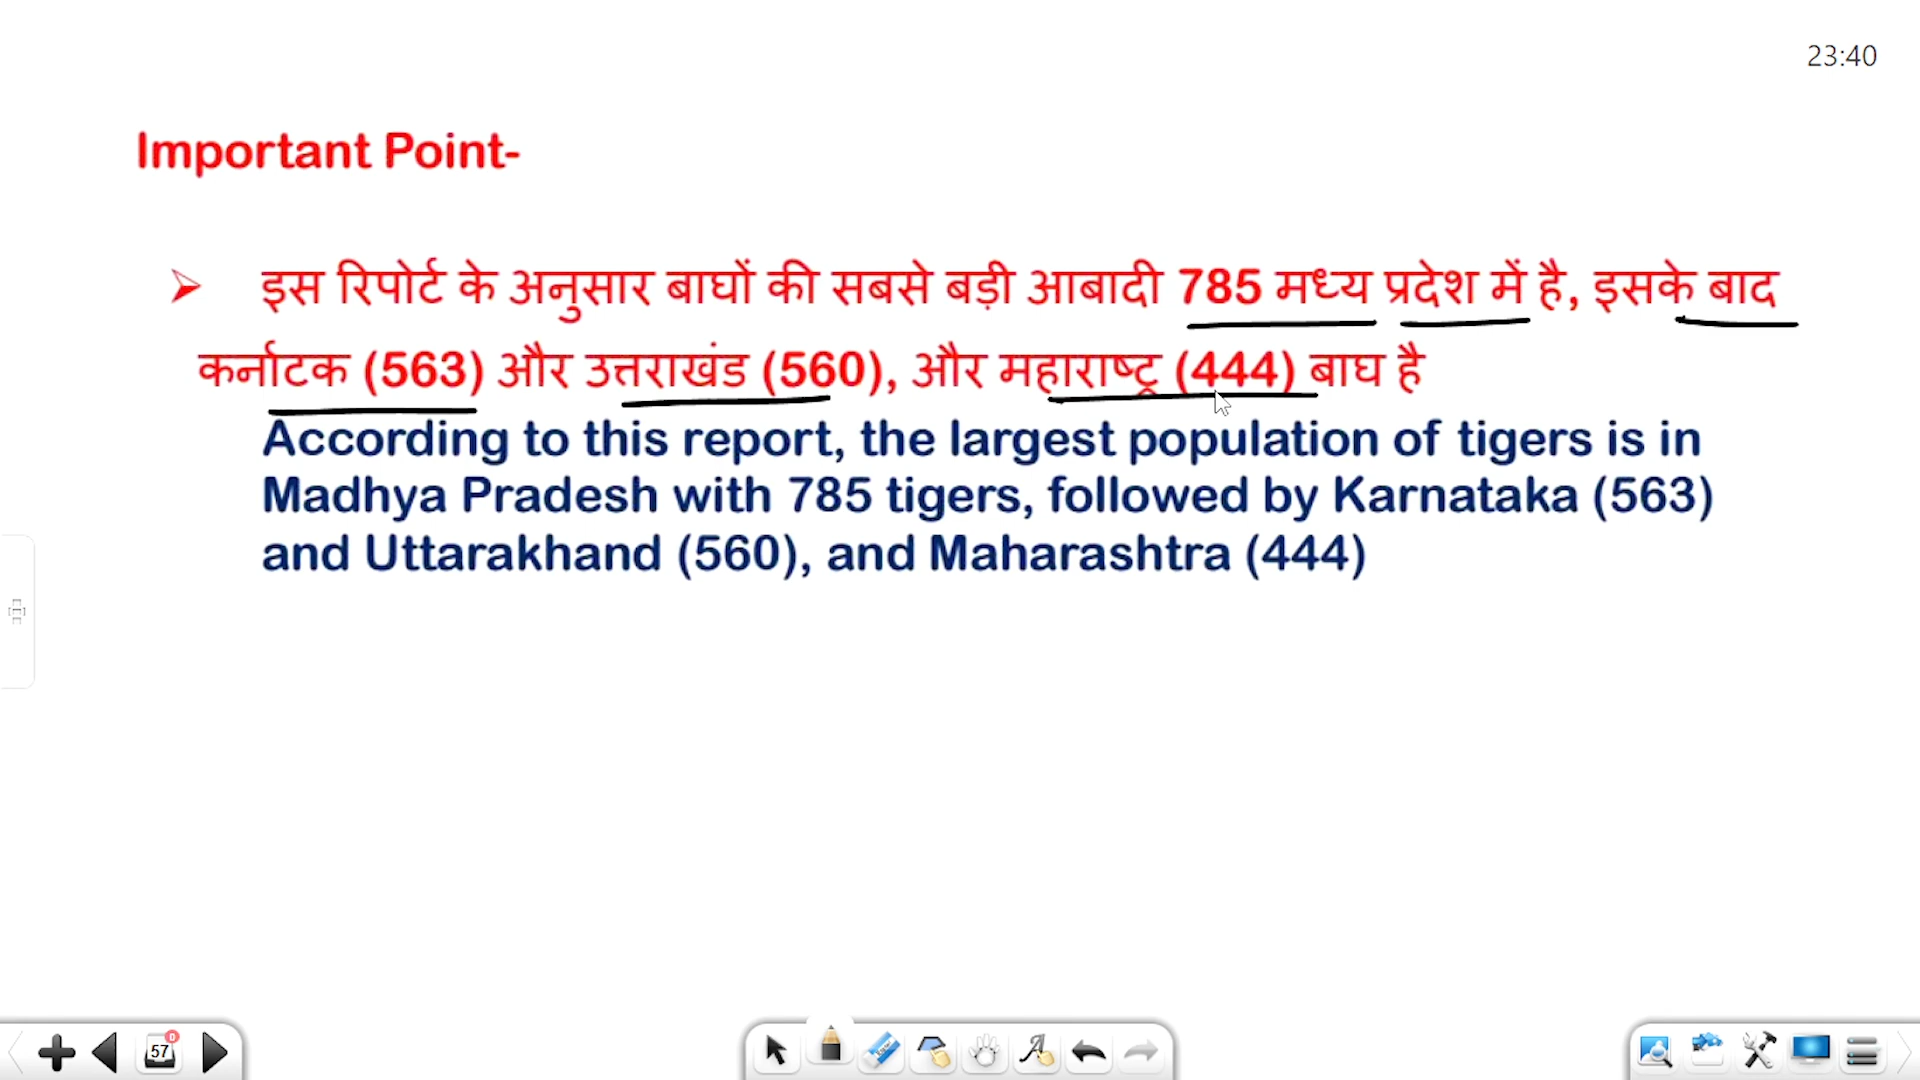 23:40
Important Point-
➢ इस रिपोर्ट के अनुसार बाघों की सबसे बड़ी आबादी 785 मध्य प्रदेश में है, इसके बाद
कर्नाटक (563) और उत्तराखंड (560), और महाराष्ट्र (444) बाघ है
According to this report, the largest population of tigers is in
Madhya Pradesh with 785 tigers, followed by Karnataka (563)
and Uttarakhand (560), and Maharashtra (444)
57